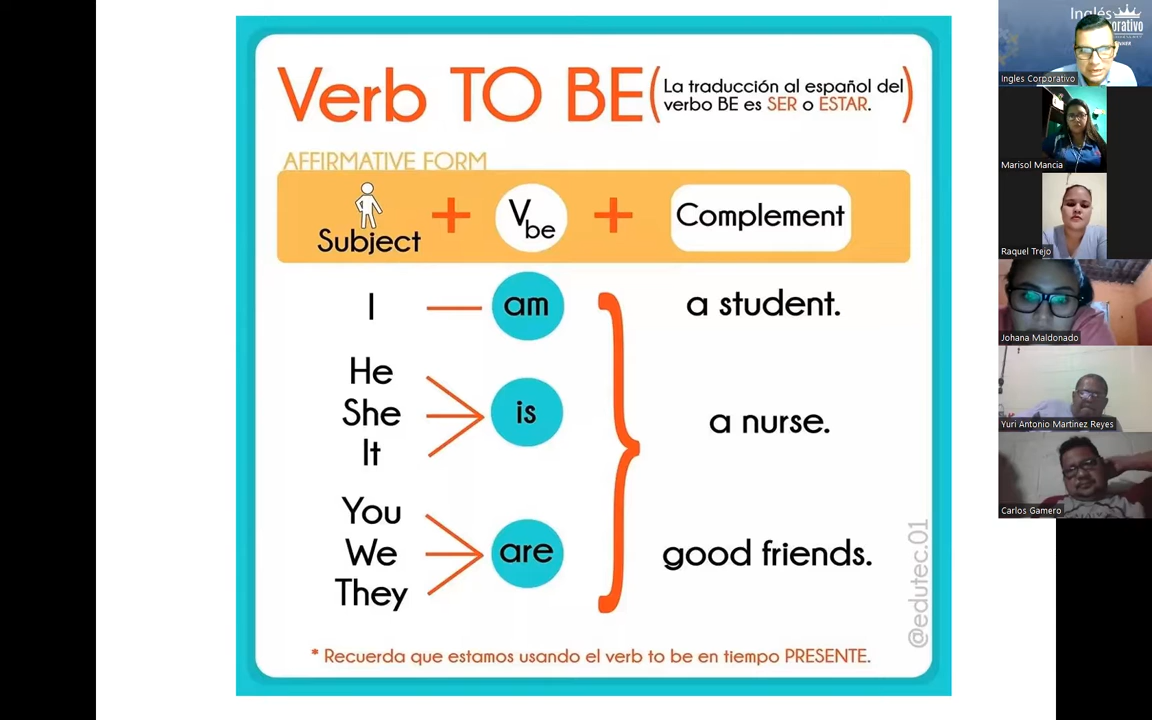 Verb TO BE
(La traducción al español del
verbo BE es SER o ESTAR.)
AFFIRMATIVE FORM
Subject + Vbe + Complement
I am a student.
He
She is a nurse.
It
You
We are good friends.
They
* Recuerda que estamos usando el verb to be en tiempo PRESENTE.
@edutec.01
Inglés
Ingles Corporativo
Marisol Mancia
Raquel Trejo
Johana Maldonado
Yuri Antonio Martinez Reyes
Carlos Gamero